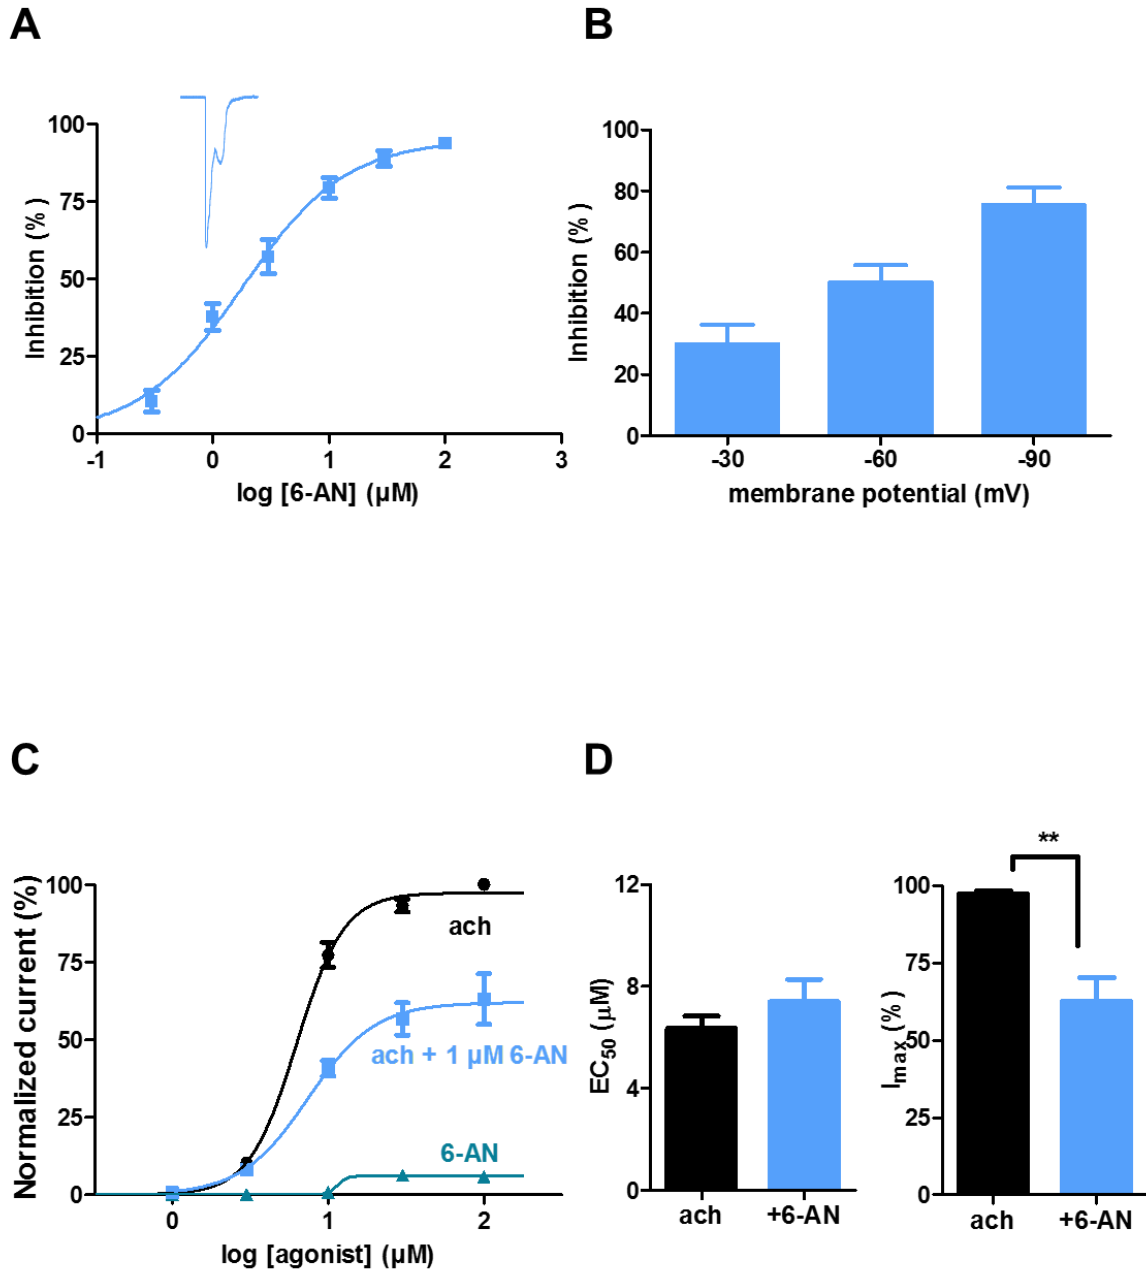 A
B
100
75
50
25
0
Inhibition (%)
-1
0
1
2
3
log [6-AN] (µM)
100
80
60
40
20
0
Inhibition (%)
-30
-60
-90
membrane potential (mV)
C
D
100
75
50
25
0
Normalized current (%)
ach
ach + 1 µM 6-AN
6-AN
0
1
2
log [agonist] (µM)
12
8
4
0
EC50 (µM)
ach
+6-AN
**
100
75
50
25
0
Imax (%)
ach
+6-AN